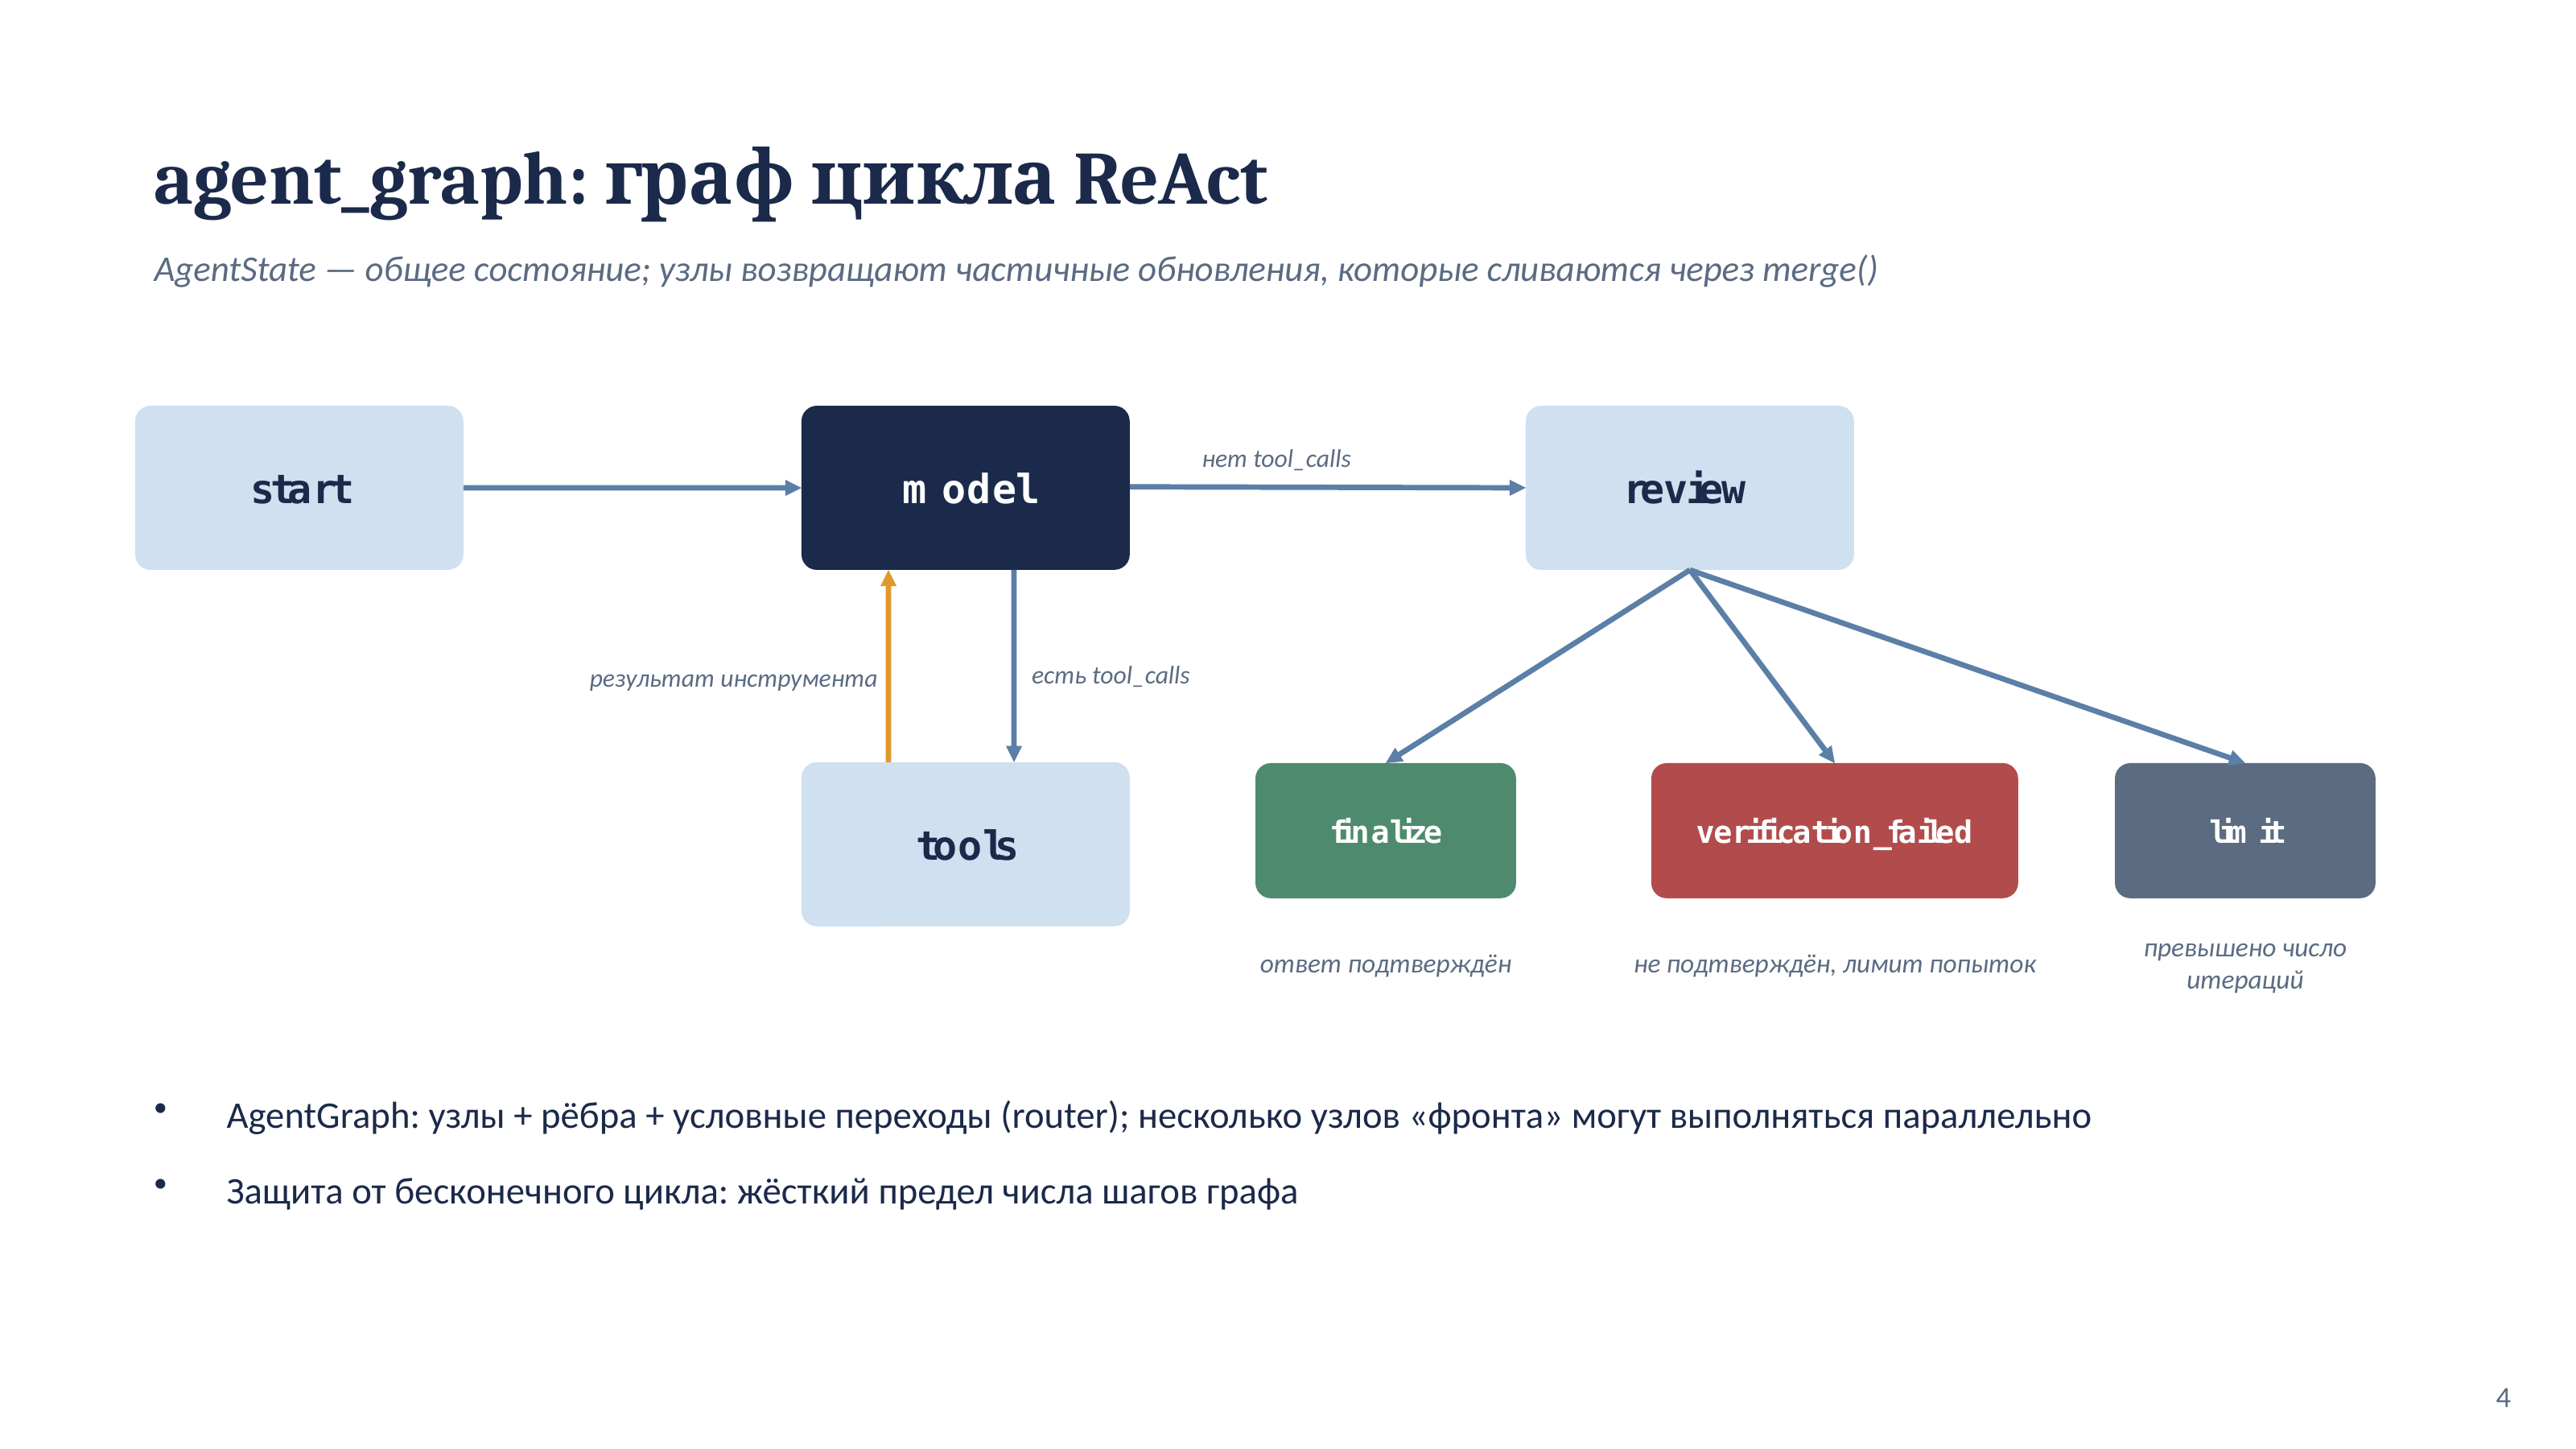 agent_graph: граф цикла ReAct
AgentState — общее состояние; узлы возвращают частичные обновления, которые сливаются через merge()
start
model
нет tool_calls
review
результат инструмента
есть tool_calls
tools
finalize
verification_failed
limit
ответ подтверждён
не подтверждён, лимит попыток
превышено число
итераций
• AgentGraph: узлы + рёбра + условные переходы (router); несколько узлов «фронта» могут выполняться параллельно
• Защита от бесконечного цикла: жёсткий предел числа шагов графа
4